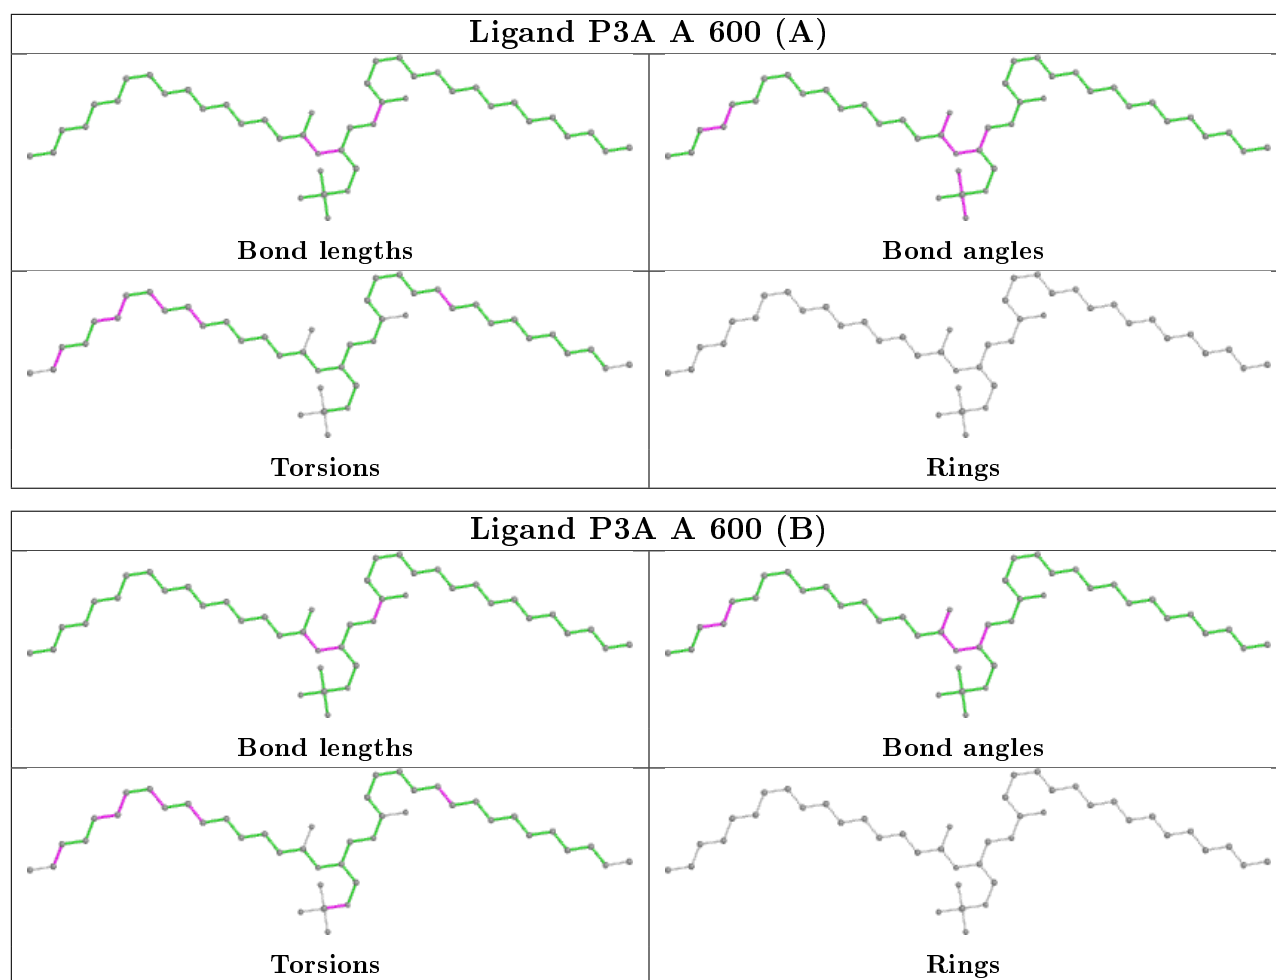 Ligand P3A A 600 (A)
Bond lengths
Bond angles
Torsions
Rings
Ligand P3A A 600 (B)
Bond lengths
Bond angles
Torsions
Rings